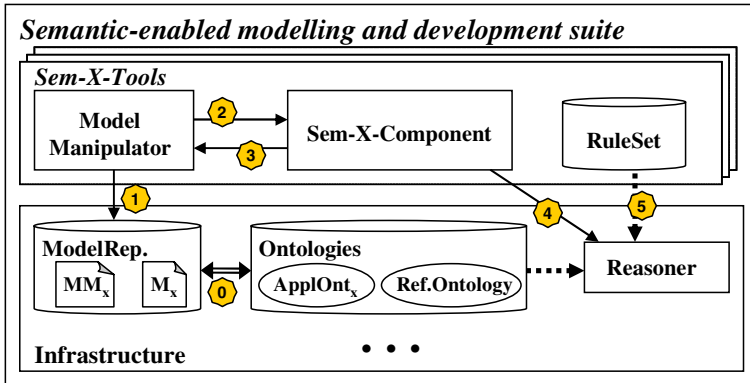 Semantic-enabled modelling and development suite
Sem-X-Tools
Model
Manipulator
2
3
Sem-X-Component
RuleSet
1
4
5
ModelRep.
MMx
Mx
0
Ontologies
ApplOntx
Ref.Ontology
Reasoner
Infrastructure
• • •